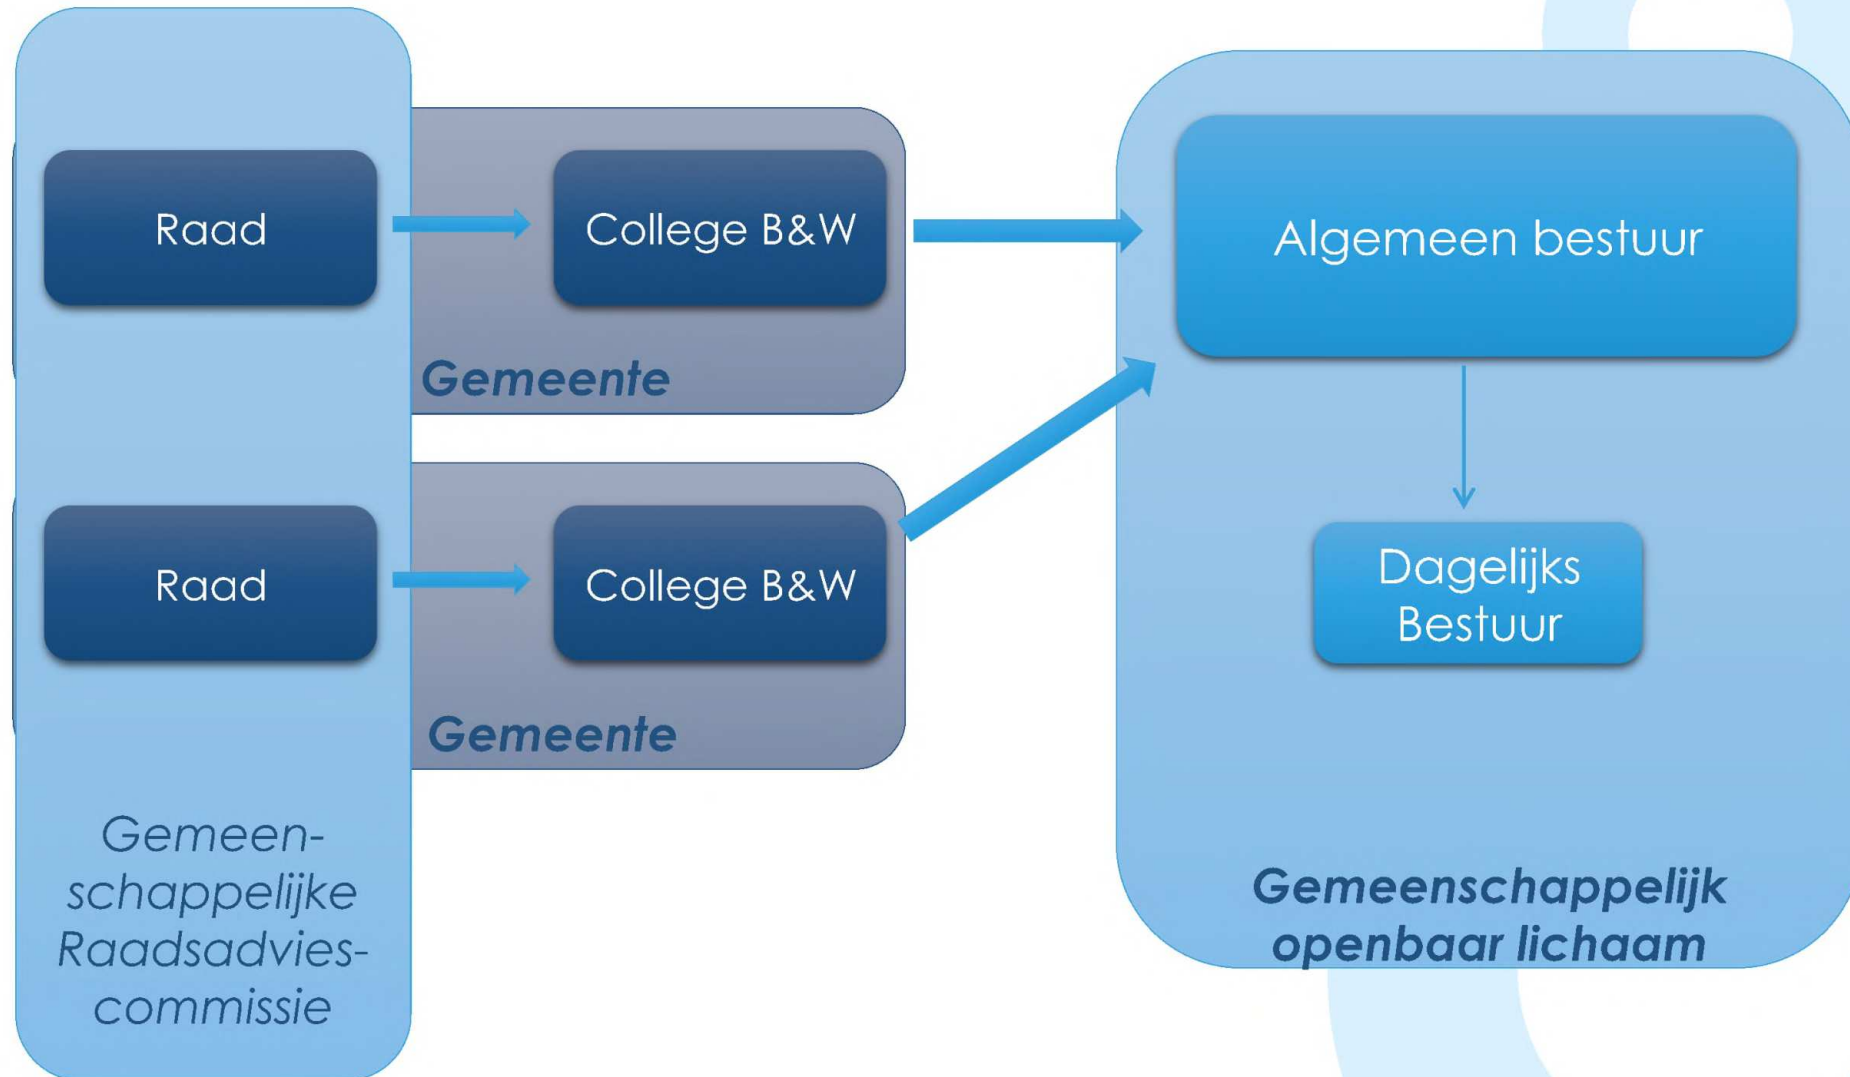 Raad
College B&W
Algemeen bestuur
Gemeente
Raad
College B&W
Dagelijks
Bestuur
Gemeente
Gemeen-
schappelijke
Raadsadvies-
commissie
Gemeenschappelijk
openbaar lichaam